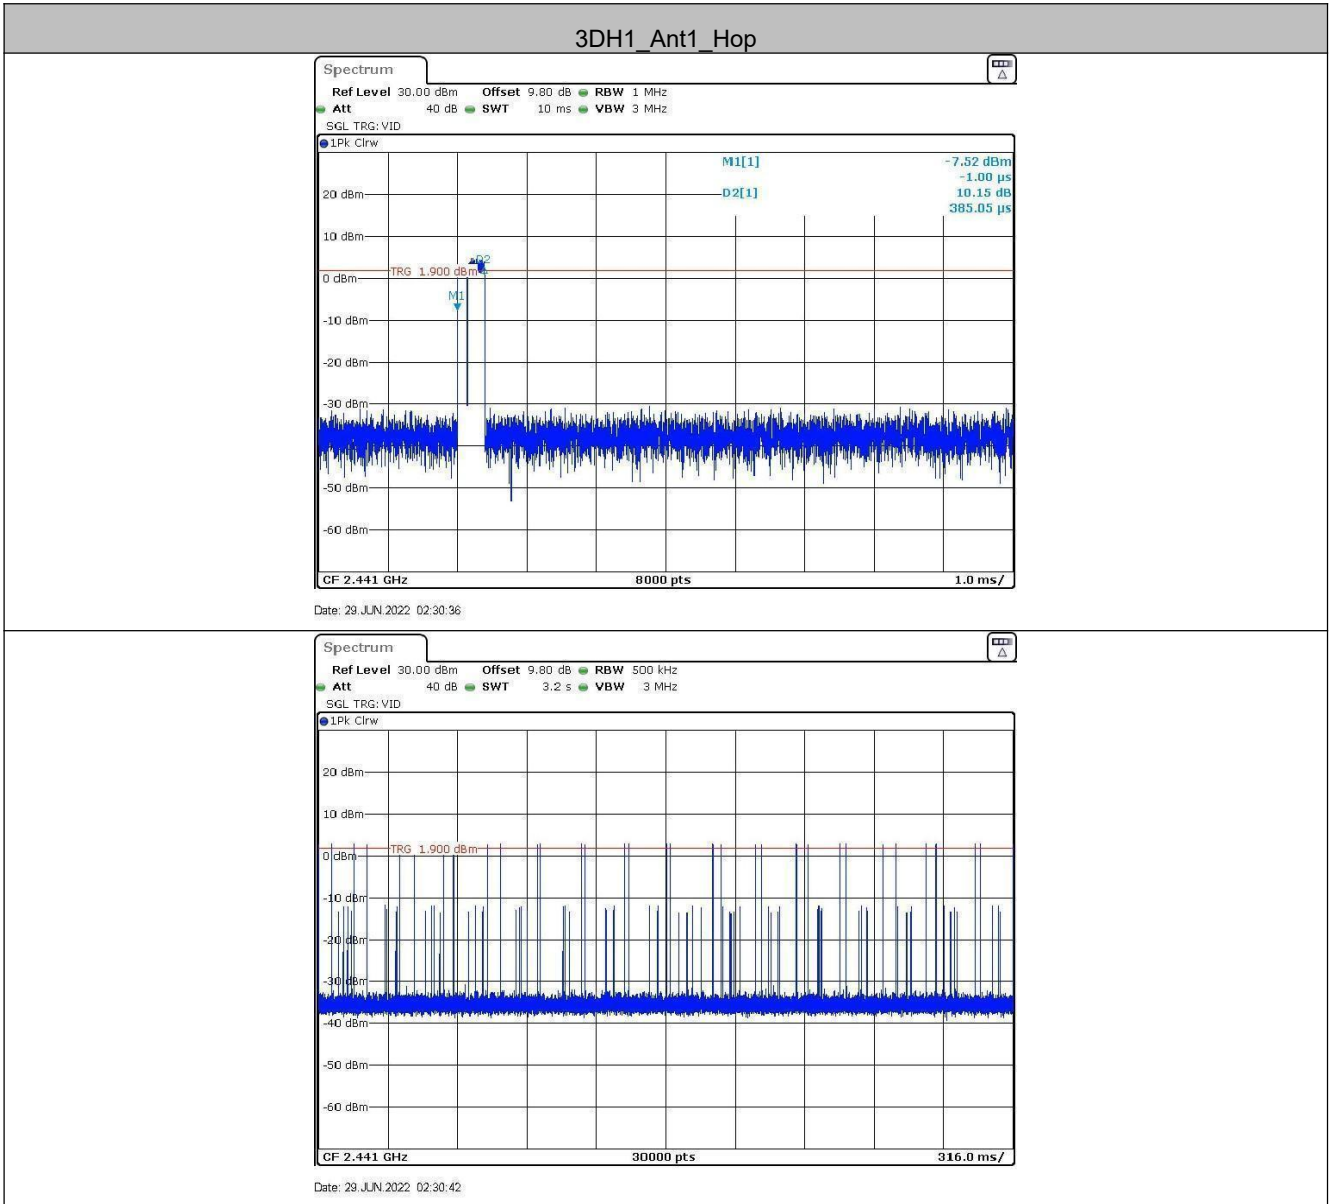 3DH1_Ant1_Hop
Spectrum
Ref Level 30.00 dBm Offset 9.80 dB RBW 1 MHz
Att 40 dB SWT 10 ms VBW 3 MHz
SGL TRG: VID
1Pk Clrw
M1[1] -7.52 dBm
-1.00 µs
20 dBm D2[1] 10.15 dB
385.05 µs
10 dBm
D2
TRG 1.900 dBm
0 dBm
M1
-10 dBm
-20 dBm
-30 dBm
-50 dBm
-60 dBm
CF 2.441 GHz 8000 pts 1.0 ms/
Date: 29.JUN.2022 02:30:36
Spectrum
Ref Level 30.00 dBm Offset 9.80 dB RBW 500 kHz
Att 40 dB SWT 3.2 s VBW 3 MHz
SGL TRG: VID
1Pk Clrw
20 dBm
10 dBm
TRG 1.900 dBm
0 dBm
-10 dBm
-20 dBm
-30 dBm
-40 dBm
-50 dBm
-60 dBm
CF 2.441 GHz 30000 pts 316.0 ms/
Date: 29.JUN.2022 02:30:42